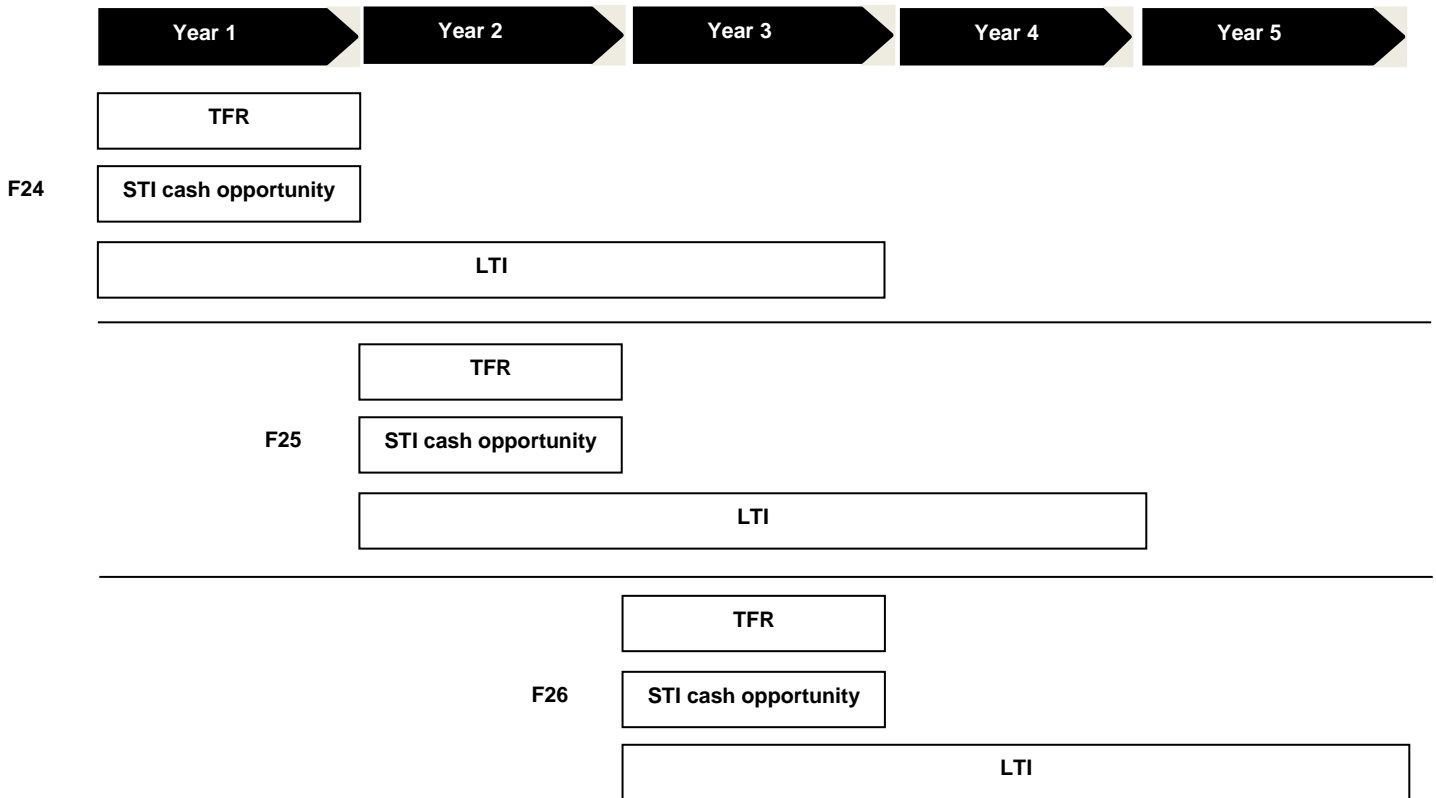 Year 1 Year 2 Year 3 Year 4 Year 5
TFR
F24 STI cash opportunity
LTI
TFR
F25 STI cash opportunity
LTI
TFR
F26 STI cash opportunity
LTI